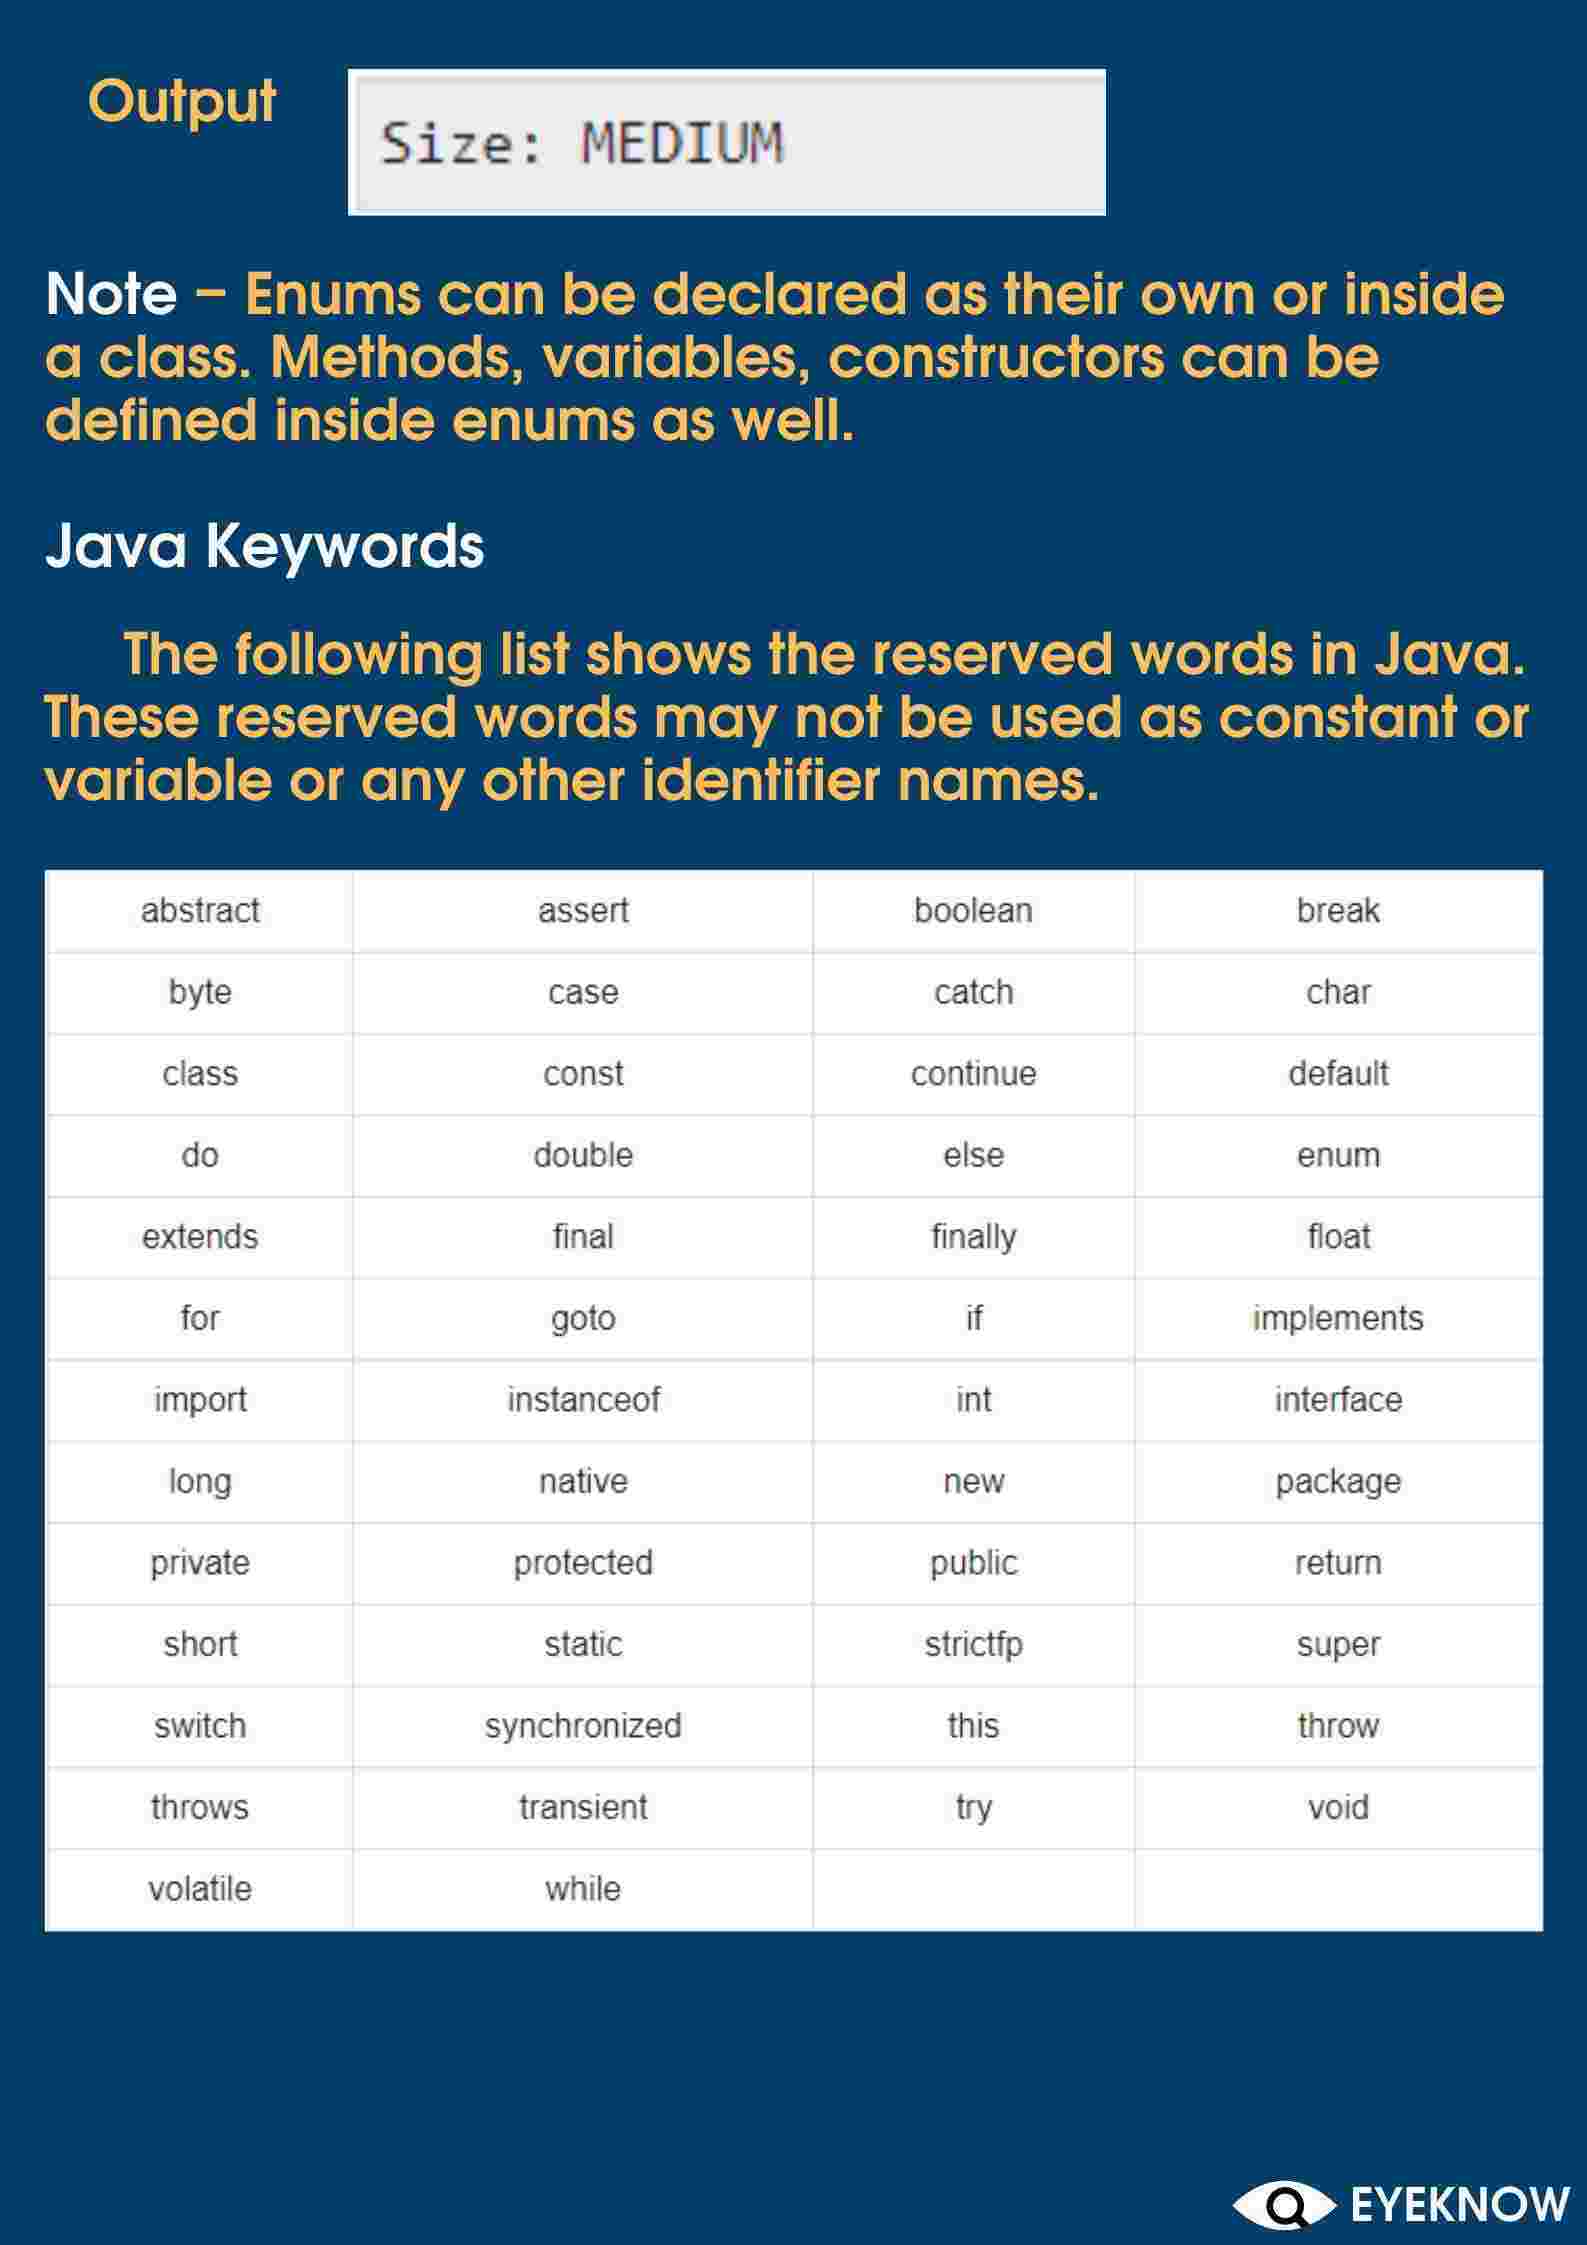 Output
Size: MEDIUM
Note – Enums can be declared as their own or inside
a class. Methods, variables, constructors can be
defined inside enums as well.
Java Keywords
The following list shows the reserved words in Java.
These reserved words may not be used as constant or
variable or any other identifier names.
abstract assert boolean break
byte case catch char
class const continue default
do double else enum
extends final finally float
for goto if implements
import instanceof int interface
long native new package
private protected public return
short static strictfp super
switch synchronized this throw
throws transient try void
volatile while
EYEKNOW